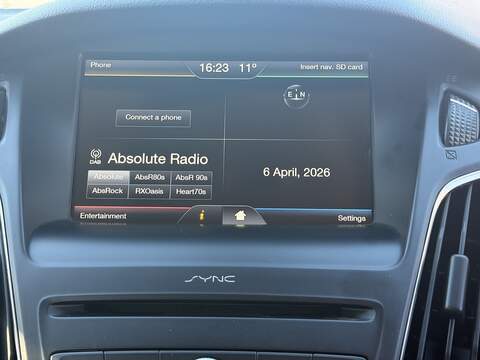 Phone 16:23 11° Insert nav. SD card
E N
Connect a phone
DAB Absolute Radio
Absolute AbsR80s AbsR 90s
6 April, 2026
AbsRock RXOasis Heart70s
Entertainment i Settings
SYNC